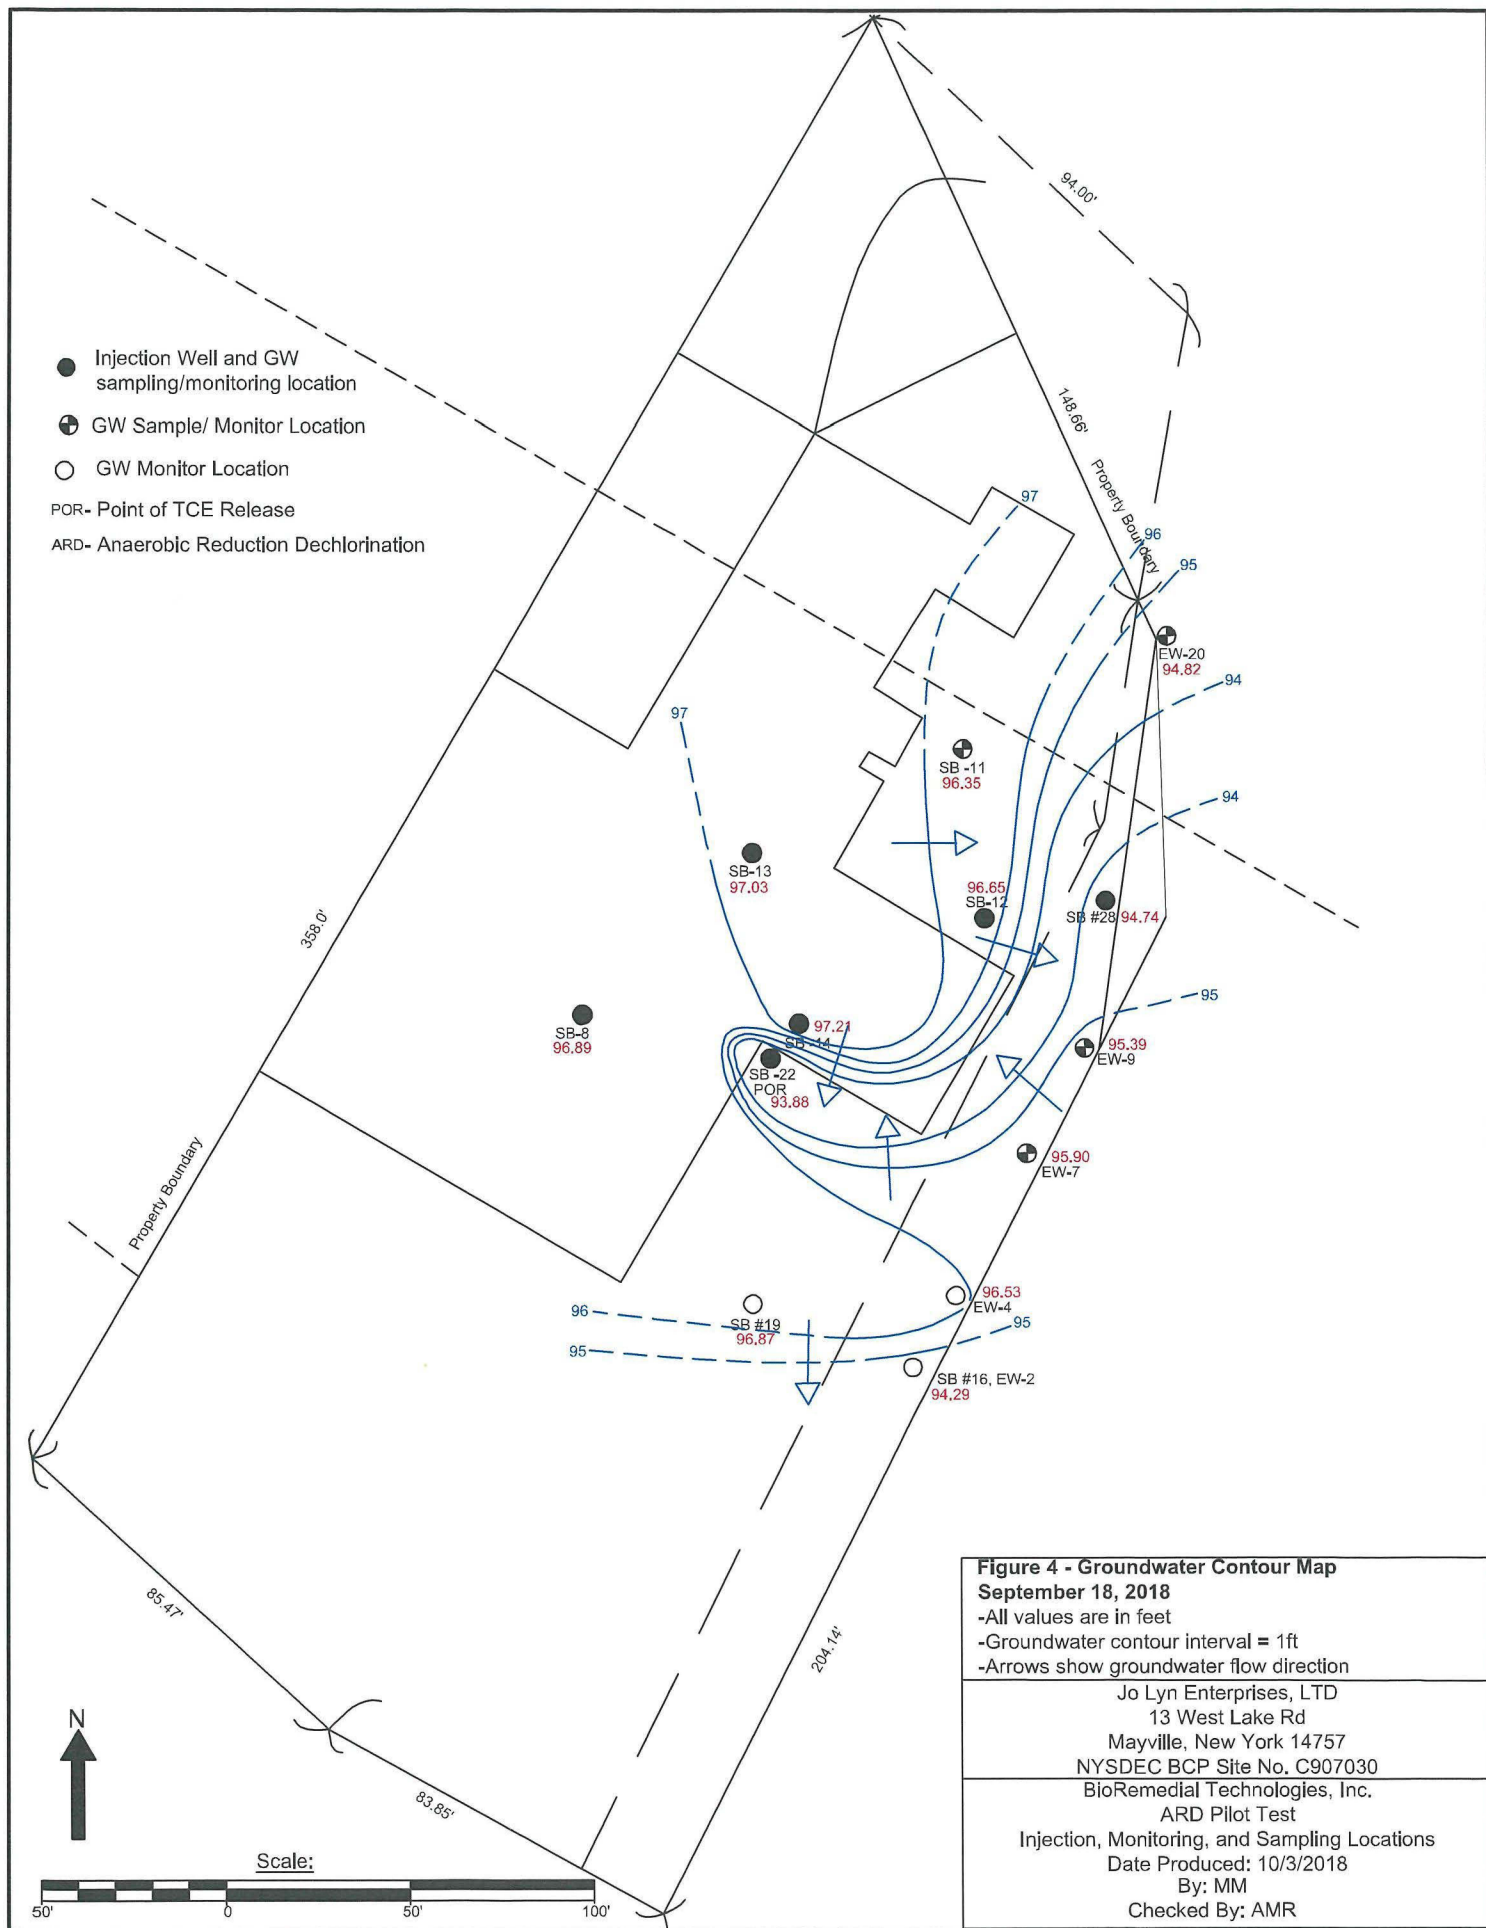 94.00'
Injection Well and GW
sampling/monitoring location
GW Sample/ Monitor Location
GW Monitor Location
POR- Point of TCE Release
ARD- Anaerobic Reduction Dechlorination
148.66'
Property Boundary
97
96
95
EW-20
94.82
94
97
SB -11
96.35
94
SB-13
97.03
96.65
SB-12
SB #28 94.74
358.0'
95
SB-8
96.89
97.21
SB -14
95.39
EW-9
SB -22
POR
93.88
95.90
EW-7
Property Boundary
96.53
EW-4
96
SB #19
96.87
95
95
SB #16, EW-2
94.29
85.47'
204.14'
83.85'
N
Scale:
50' 0 50' 100'
Figure 4 - Groundwater Contour Map
September 18, 2018
-All values are in feet
-Groundwater contour interval = 1ft
-Arrows show groundwater flow direction
Jo Lyn Enterprises, LTD
13 West Lake Rd
Mayville, New York 14757
NYSDEC BCP Site No. C907030
BioRemedial Technologies, Inc.
ARD Pilot Test
Injection, Monitoring, and Sampling Locations
Date Produced: 10/3/2018
By: MM
Checked By: AMR